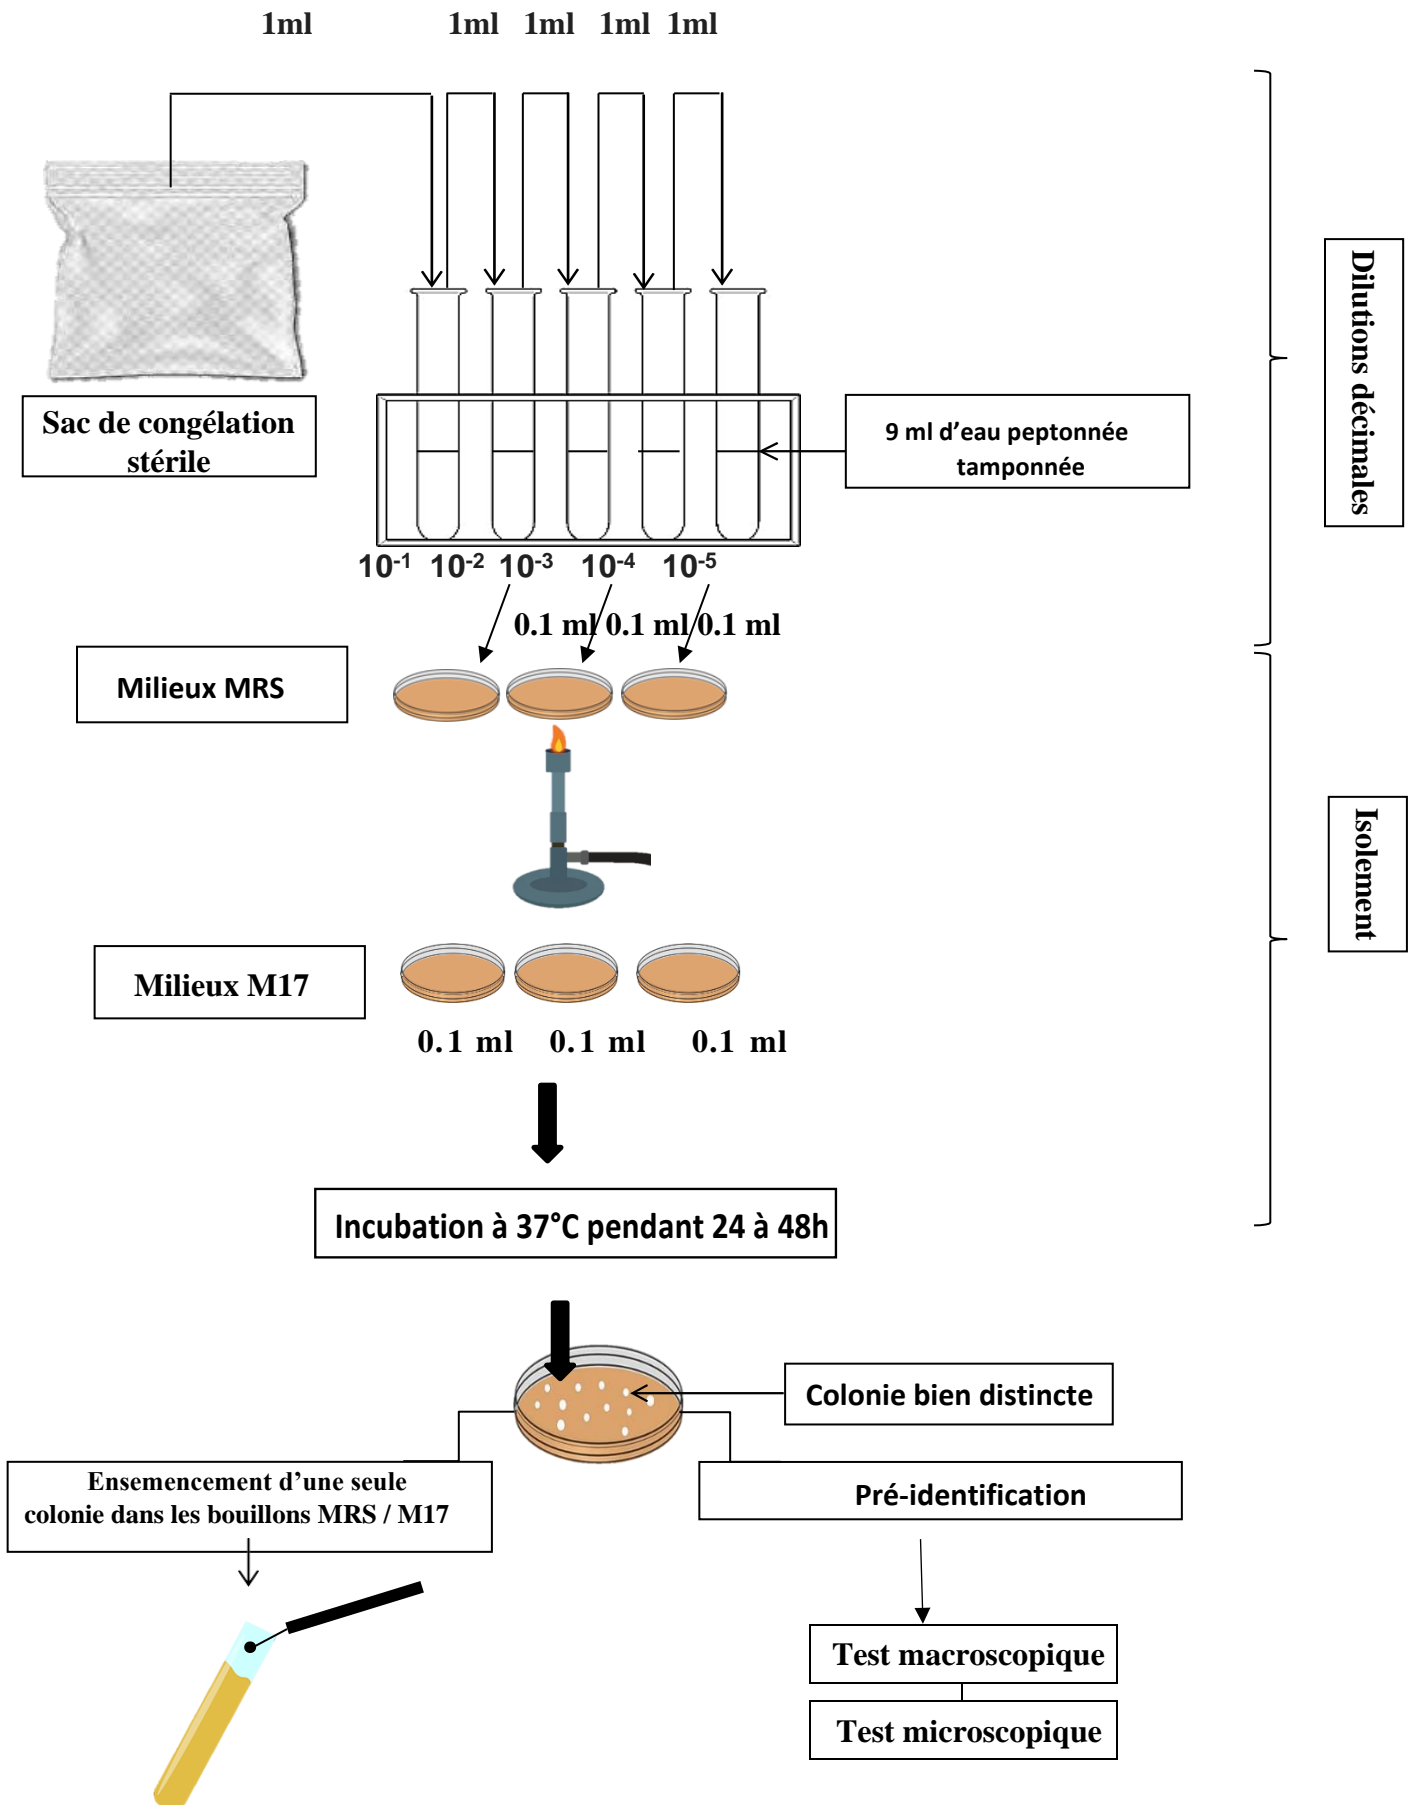 1ml 1ml 1ml 1ml 1ml
Sac de congélation
stérile
9 ml d’eau peptonnée
tamponnée
Dilutions décimales
10-1 10-2 10-3 10-4 10-5
0.1 ml 0.1 ml 0.1 ml
Milieux MRS
Isolement
Milieux M17
0.1 ml 0.1 ml 0.1 ml
Incubation à 37°C pendant 24 à 48h
Colonie bien distincte
Ensemencement d’une seule
colonie dans les bouillons MRS / M17
Pré-identification
Test macroscopique
Test microscopique